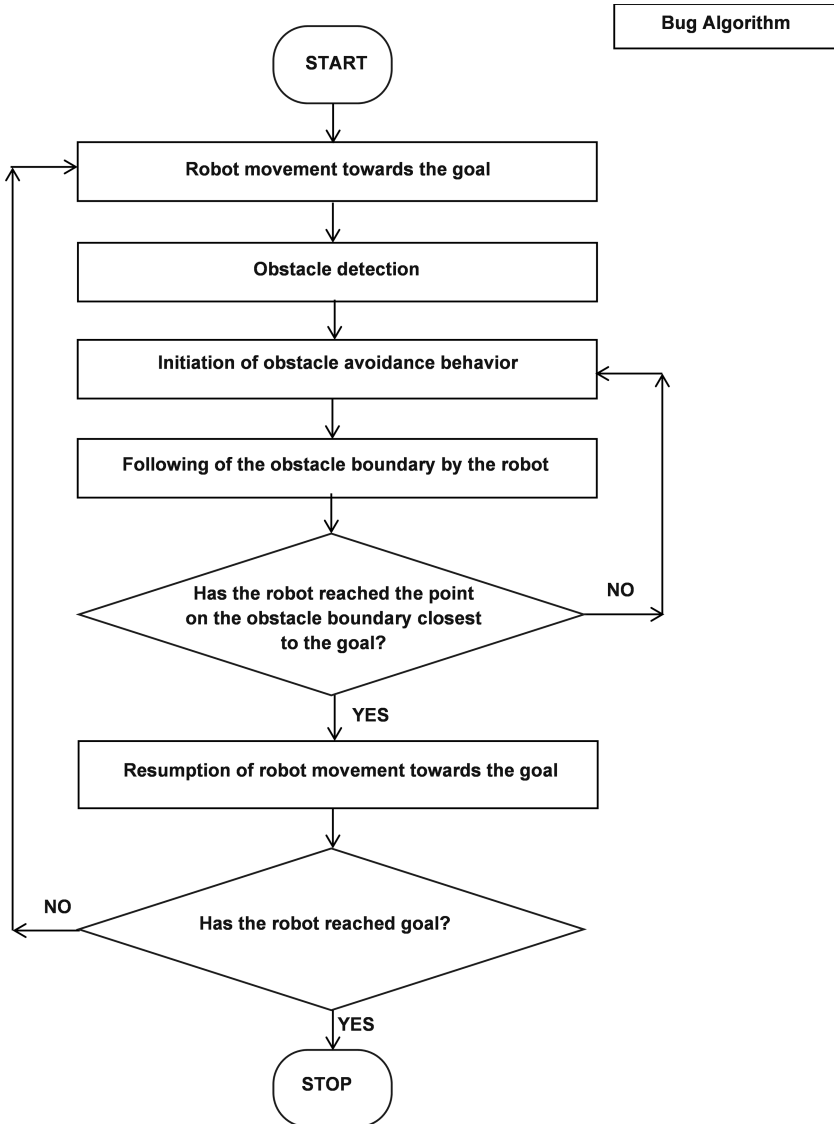 Bug Algorithm
START
Robot movement towards the goal
Obstacle detection
Initiation of obstacle avoidance behavior
Following of the obstacle boundary by the robot
Has the robot reached the point
on the obstacle boundary closest
to the goal?
NO
YES
Resumption of robot movement towards the goal
Has the robot reached goal?
NO
YES
STOP